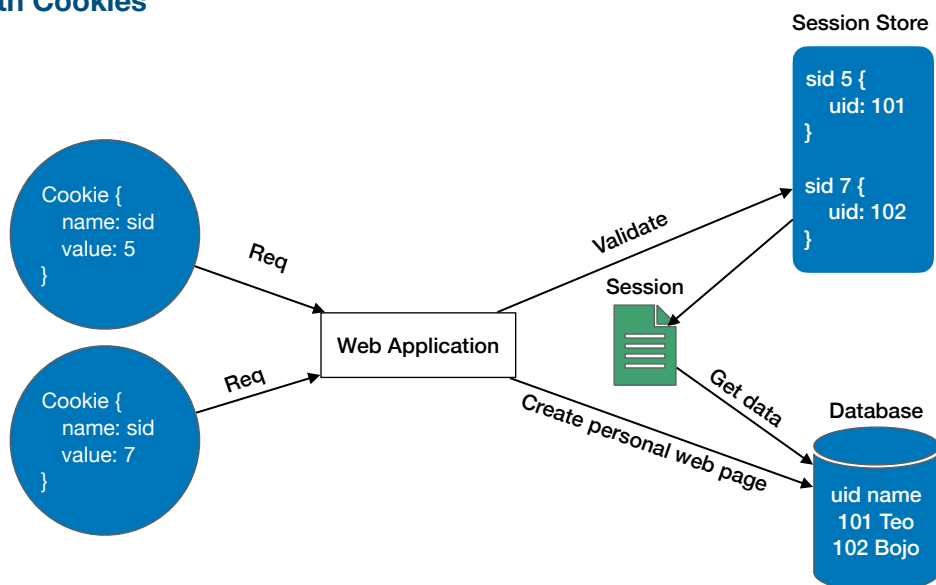 Cookies
Session Store
sid 5 {
uid: 101
}
sid 7 {
uid: 102
}
Cookie {
name: sid
value: 5
}
Req
Validate
Session
Web Application
Cookie {
name: sid
value: 7
}
Req
Get data
Create personal web page
Database
uid name
101 Teo
102 Bojo